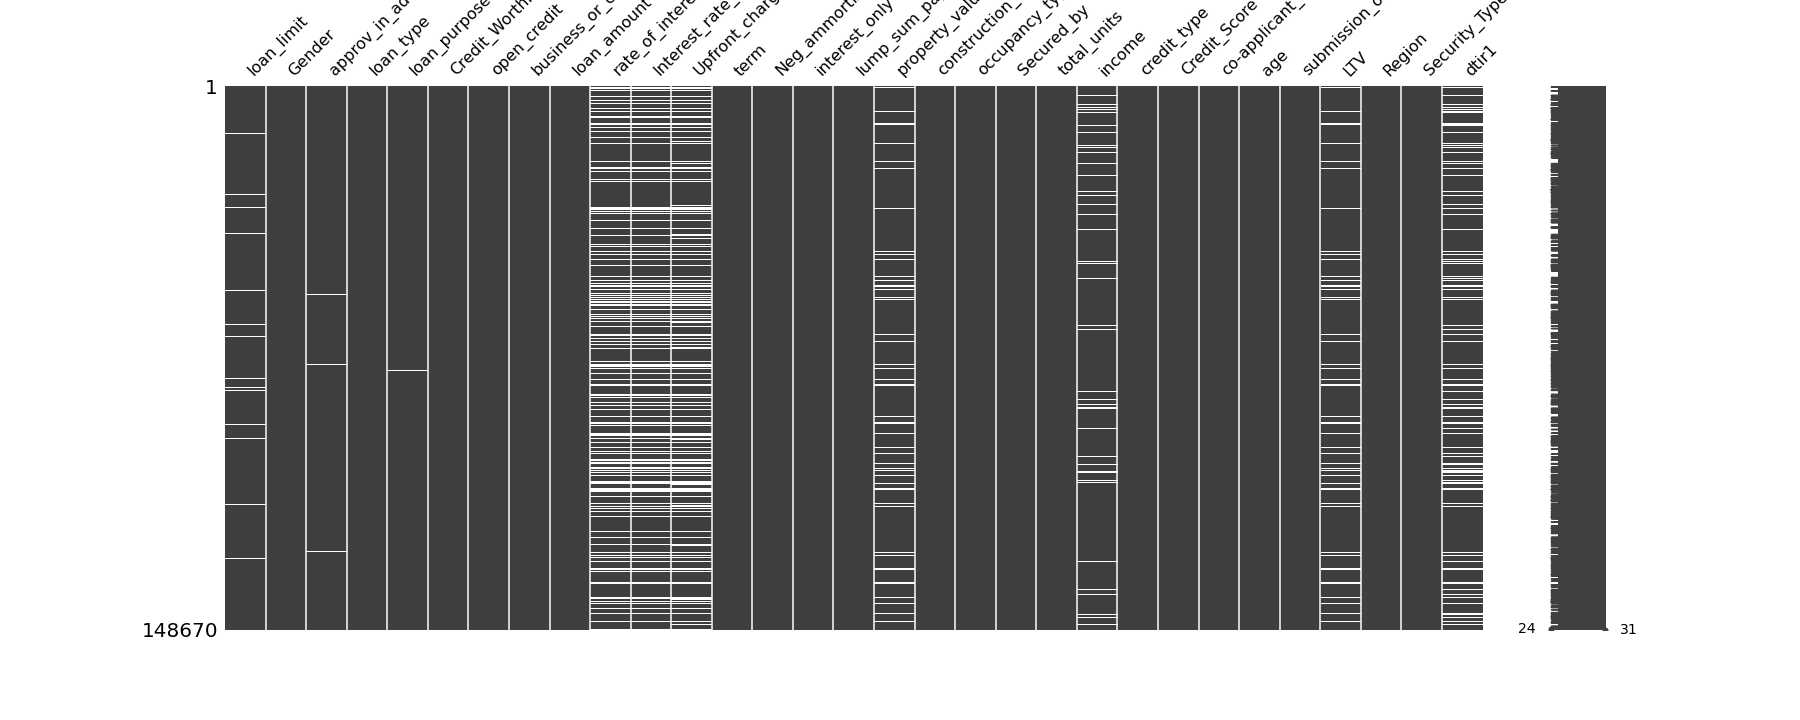 loan_limit
Gender
approv_in_ad
loan_type
loan_purpose
Credit_Worth
open_credit
business_or_c
loan_amount
rate_of_intere
Interest_rate_
Upfront_charg
term
Neg_ammorti
interest_only
lump_sum_pa
property_valu
construction_
occupancy_ty
Secured_by
total_units
income
credit_type
Credit_Score
co-applicant_
age
submission_o
LTV
Region
Security_Type
dtir1
1
148670
24
31